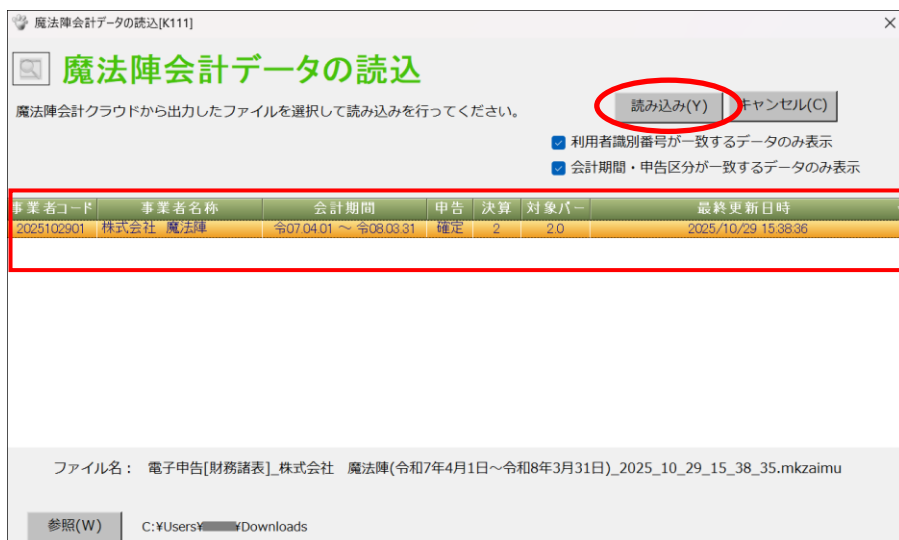 魔法陣会計データの読込[K111]
魔法陣会計データの読込
魔法陣会計クラウドから出力したファイルを選択して読み込みを行ってください。
読み込み(Y) キャンセル(C)
利用者識別番号が一致するデータのみ表示
会計期間・申告区分が一致するデータのみ表示
事業者コード 事業者名称 会計期間 申告 決算 対象バー 最終更新日時
2025102901 株式会社 魔法陣 令07.04.01 ～ 令08.03.31 確定 2 2.0 2025/10/29 15:38:36
ファイル名： 電子申告[財務諸表]_株式会社 魔法陣(令和7年4月1日～令和8年3月31日)_2025_10_29_15_38_35.mkzaimu
参照(W) C:¥Users¥ ¥Downloads